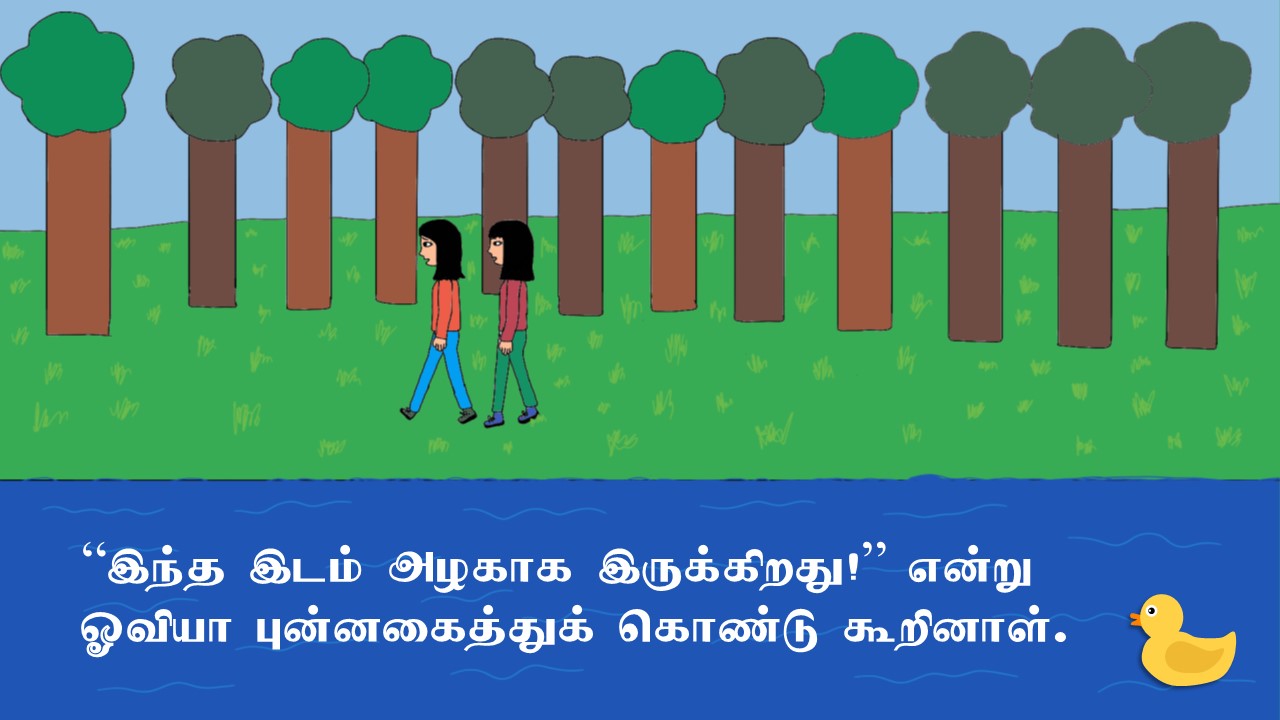 “இந்த இடம் அழகாக இருக்கிறது!” என்று
ஓவியா புன்னகைத்துக் கொண்டு கூறினாள்.